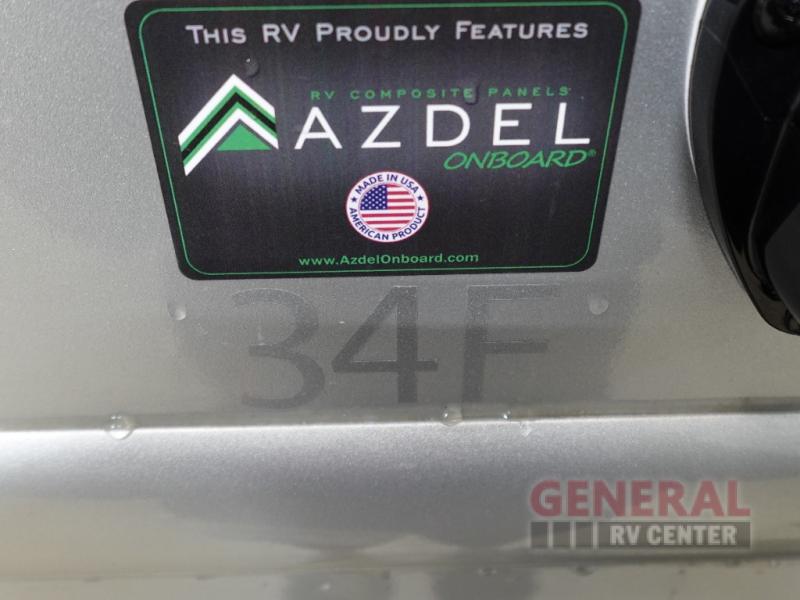 THIS RV PROUDLY FEATURES
RV COMPOSITE PANELS
AZDEL
ONBOARD®
MADE IN USA
AMERICAN PRODUCT
www.AzdelOnboard.com
34F
GENERAL
RV CENTER